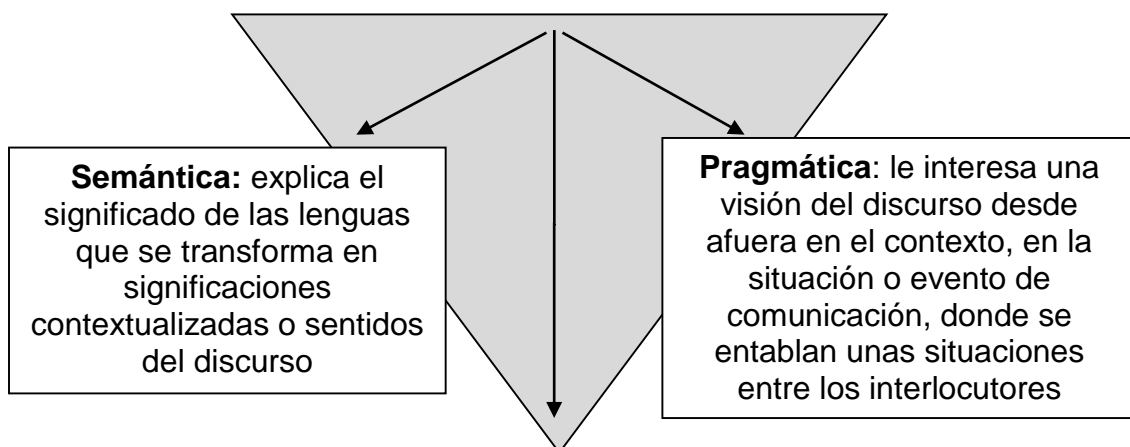 Semántica: explica el
significado de las lenguas
que se transforma en
significaciones
contextualizadas o sentidos
del discurso
Pragmática: le interesa una
visión del discurso desde
afuera en el contexto, en la
situación o evento de
comunicación, donde se
entablan unas situaciones
entre los interlocutores